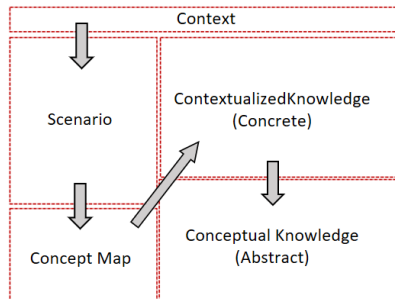 Context
Scenario
ContextualizedKnowledge
(Concrete)
Concept Map
Conceptual Knowledge
(Abstract)